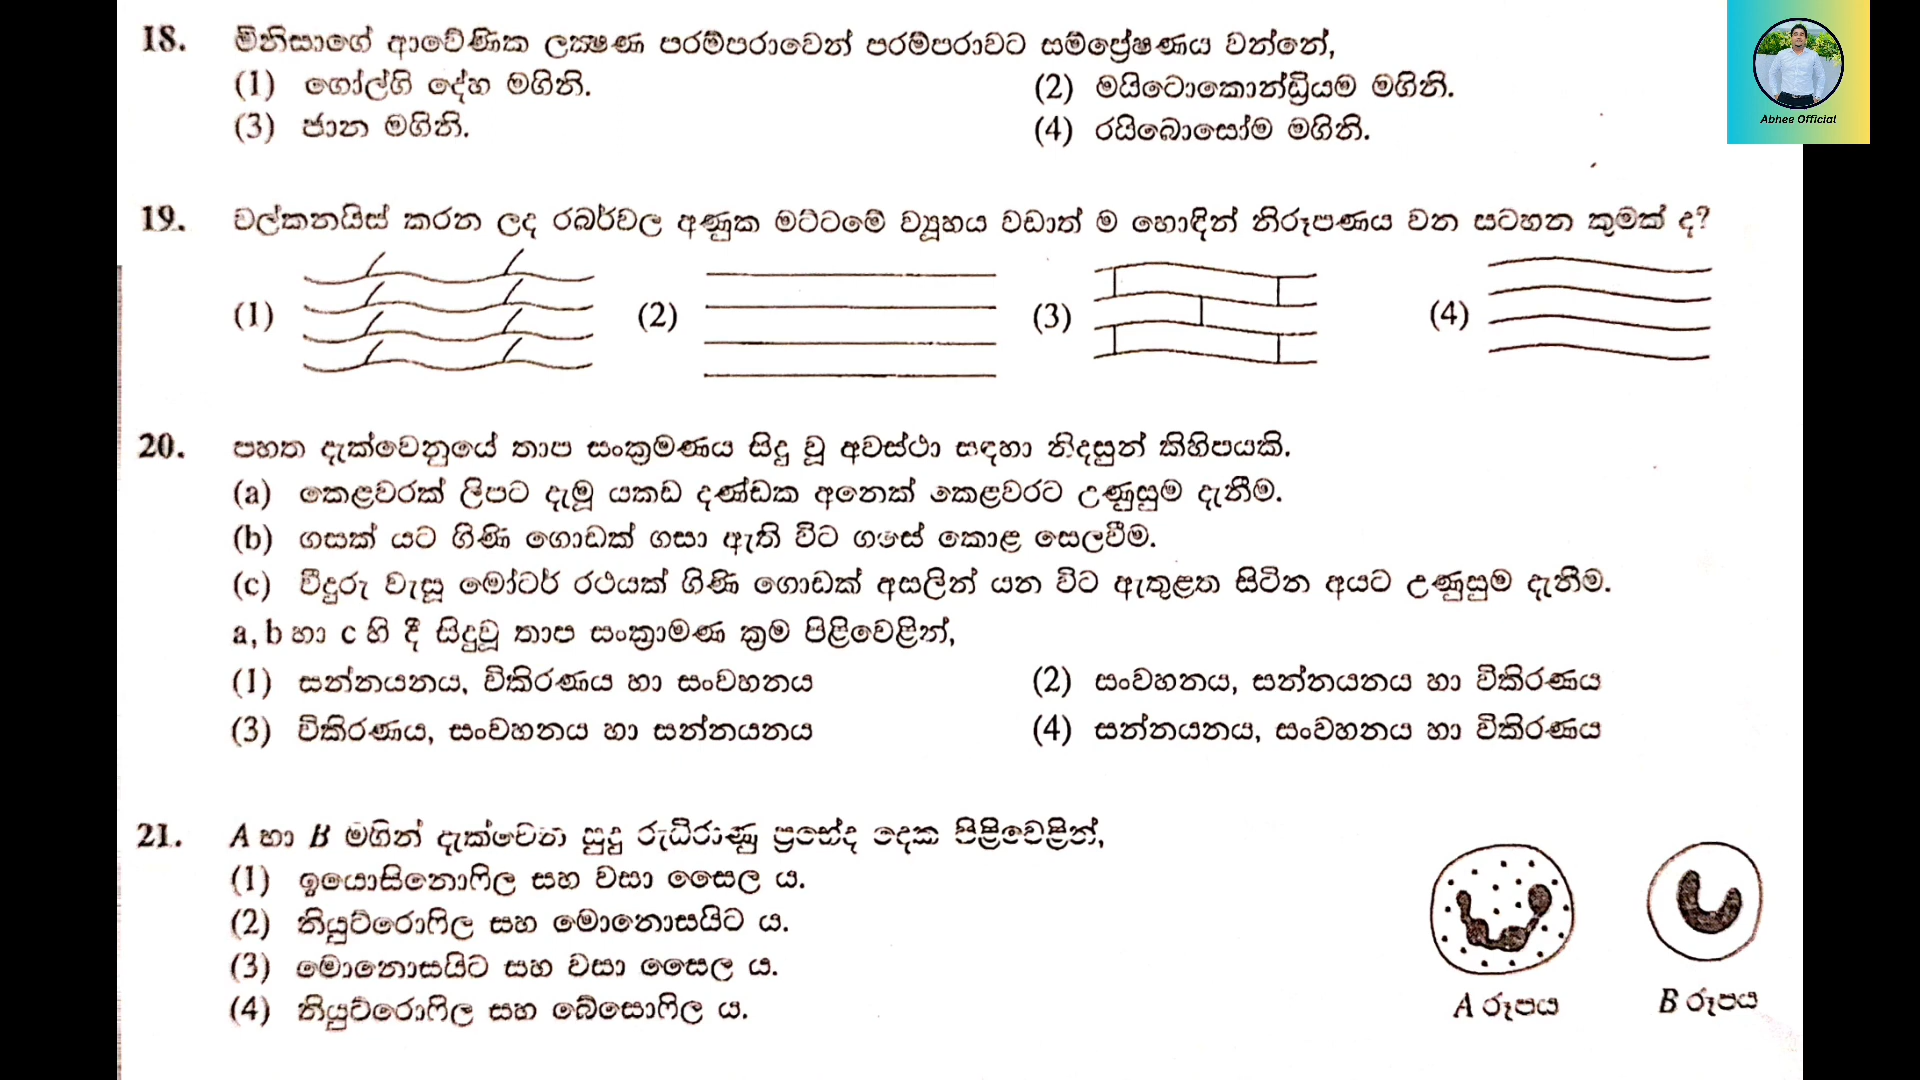 18. මිනිසාගේ ආවේණික ලක්‍ෂණ පරම්පරාවෙන් පරම්පරාවට සම්ප්‍රේෂණය වන්නේ,
(1) ගෝල්ගි දේහ මගිනි. (2) මයිටොකොන්ඩ්‍රියම මගිනි.
(3) ජාන මගිනි. (4) රයිබොසෝම මගිනි.
Abhee Official
19. වල්කනයිස් කරන ලද රබර්වල අණුක මට්ටමේ ව්‍යූහය වඩාත් ම හොඳින් නිරූපණය වන සටහන කුමක් ද?
(1) (2) (3) (4)
20. පහත දැක්වෙනුයේ තාප සංක්‍රමණය සිදු වූ අවස්ථා සඳහා නිදසුන් කිහිපයකි.
(a) කෙළවරක් ලිපට දැමූ යකඩ දණ්ඩක අනෙක් කෙළවරට උණුසුම දැනීම.
(b) ගසක් යට ගිණි ගොඩක් ගසා ඇති විට ගසේ කොළ සෙලවීම.
(c) වීදුරු වැසූ මෝටර් රථයක් ගිණි ගොඩක් අසලින් යන විට ඇතුළත සිටින අයට උණුසුම දැනීම.
a, b හා c හි දී සිදුවූ තාප සංක්‍රාමණ ක්‍රම පිළිවෙළින්,
(1) සන්නයනය, විකිරණය හා සංවහනය (2) සංවහනය, සන්නයනය හා විකිරණය
(3) විකිරණය, සංවහනය හා සන්නයනය (4) සන්නයනය, සංවහනය හා විකිරණය
21. A හා B මගින් දැක්වෙන සුදු රුධිරාණු ප්‍රභේද දෙක පිළිවෙළින්,
(1) ඉයොසිනොෆිල සහ වසා සෛල ය.
(2) නියුට්රොෆිල සහ මොනොසයිට ය.
(3) මොනොසයිට සහ වසා සෛල ය.
(4) නියුට්රොෆිල සහ බේසොෆිල ය.
A රූපය B රූපය